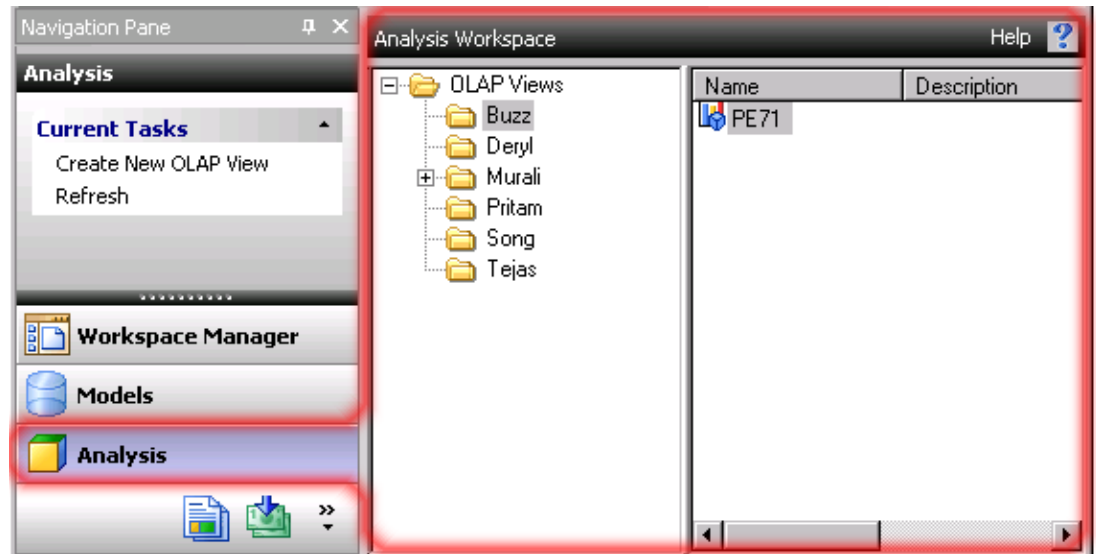 Navigation Pane
Analysis
Current Tasks
Create New OLAP View
Refresh
Workspace Manager
Models
Analysis
Analysis Workspace
Help ?
OLAP Views
Buzz
Deryl
Murali
Pritam
Song
Tejas
Name Description
PE71